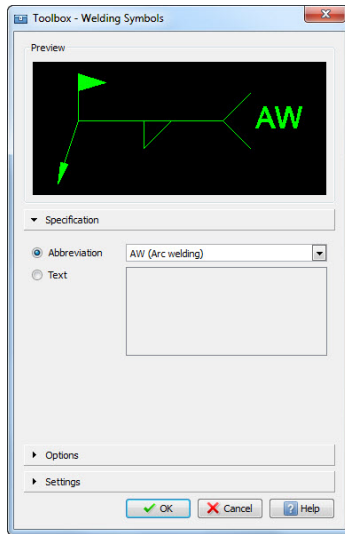 Toolbox - Welding Symbols
Preview
AW
Specification
Abbreviation AW (Arc welding)
Text
Options
Settings
OK Cancel Help